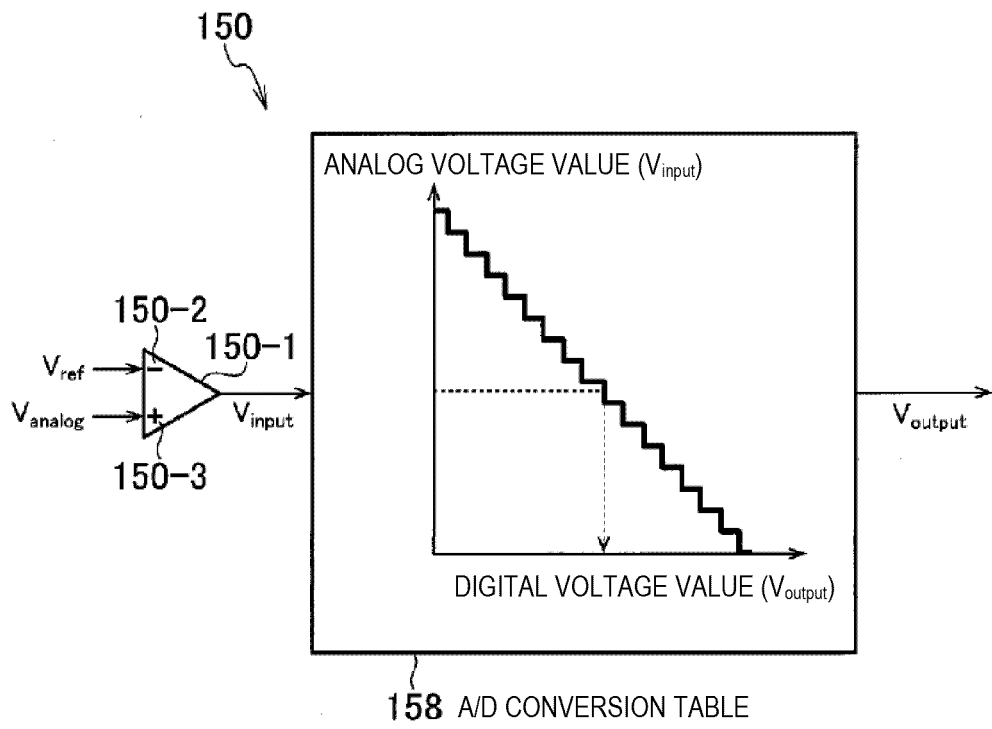 150
ANALOG VOLTAGE VALUE (Vinput)
150-2
150-1
Vref
−
Vanalog
+
Vinput
Voutput
150-3
DIGITAL VOLTAGE VALUE (Voutput)
158 A/D CONVERSION TABLE